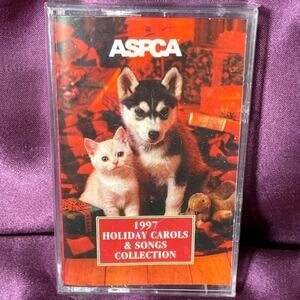 ASPCA
1997
HOLIDAY CAROLS
& SONGS
COLLECTION